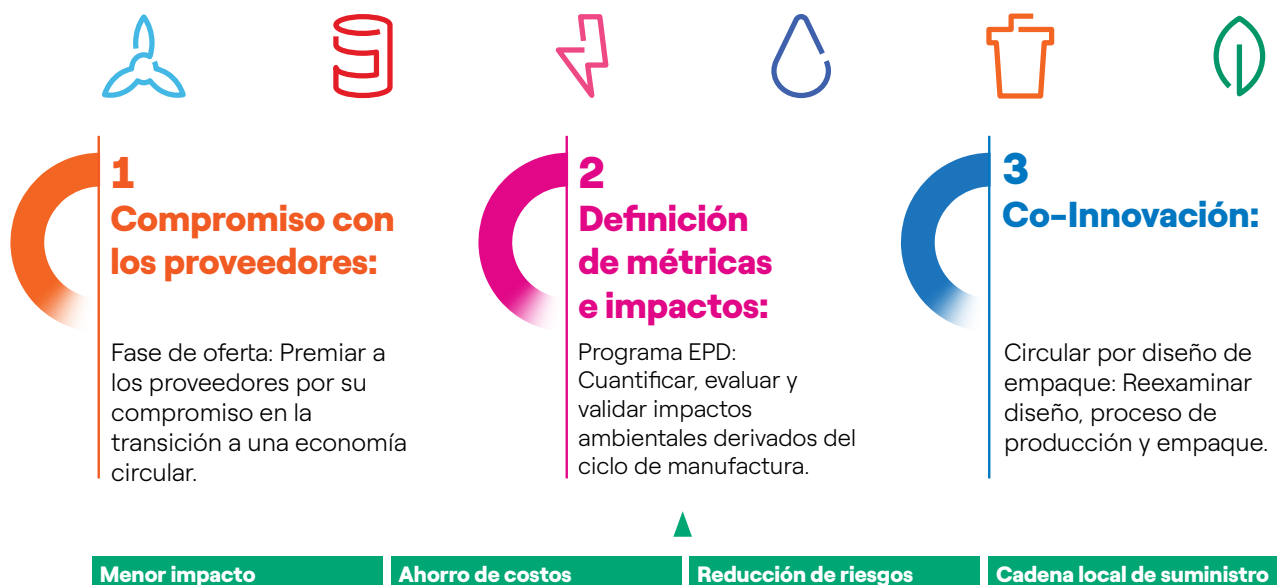 1
Compromiso con
los proveedores:
Fase de oferta: Premiar a
los proveedores por su
compromiso en la
transición a una economía
circular.
2
Definición
de métricas
e impactos:
Programa EPD:
Cuantificar, evaluar y
validar impactos
ambientales derivados del
ciclo de manufactura.
3
Co-Innovación:
Circular por diseño de
empaque: Reexaminar
diseño, proceso de
producción y empaque.
Menor impacto
Ahorro de costos
Reducción de riesgos
Cadena local de suministro